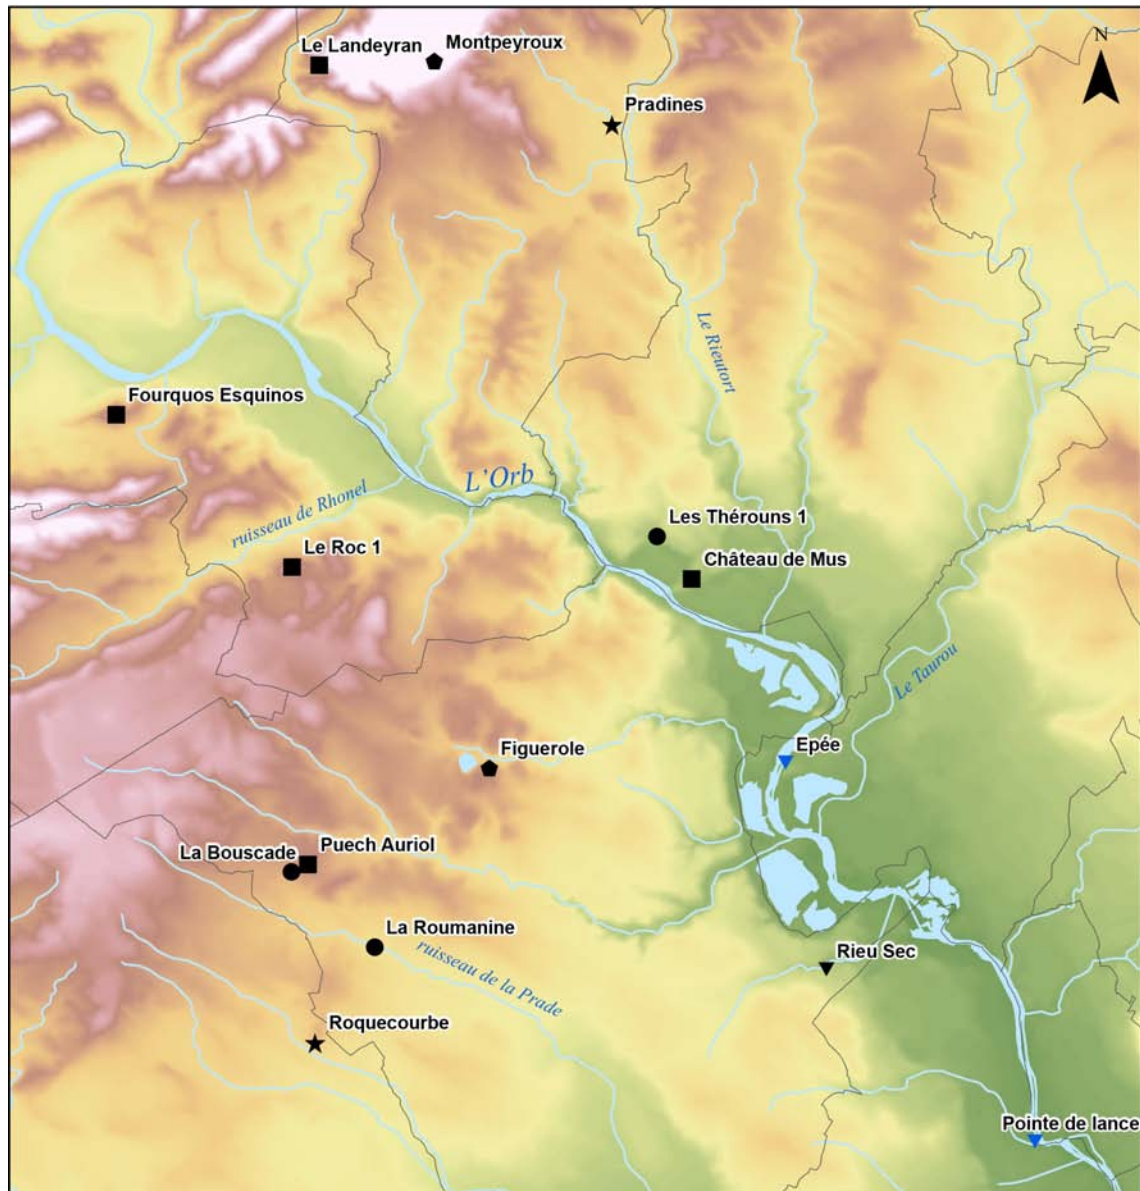 Le Landeyran
Montpeyroux
N
Pradines
Le Rieutort
Fourquos Esquinos
L'Orb
ruisseau de Rhonel
Les Thérouns 1
Le Roc 1
Château de Mus
Le Taurou
Epée
Figuerole
Puech Auriol
La Bouscade
La Roumanine
ruisseau de la Prade
Rieu Sec
Roquecourbe
Pointe de lance